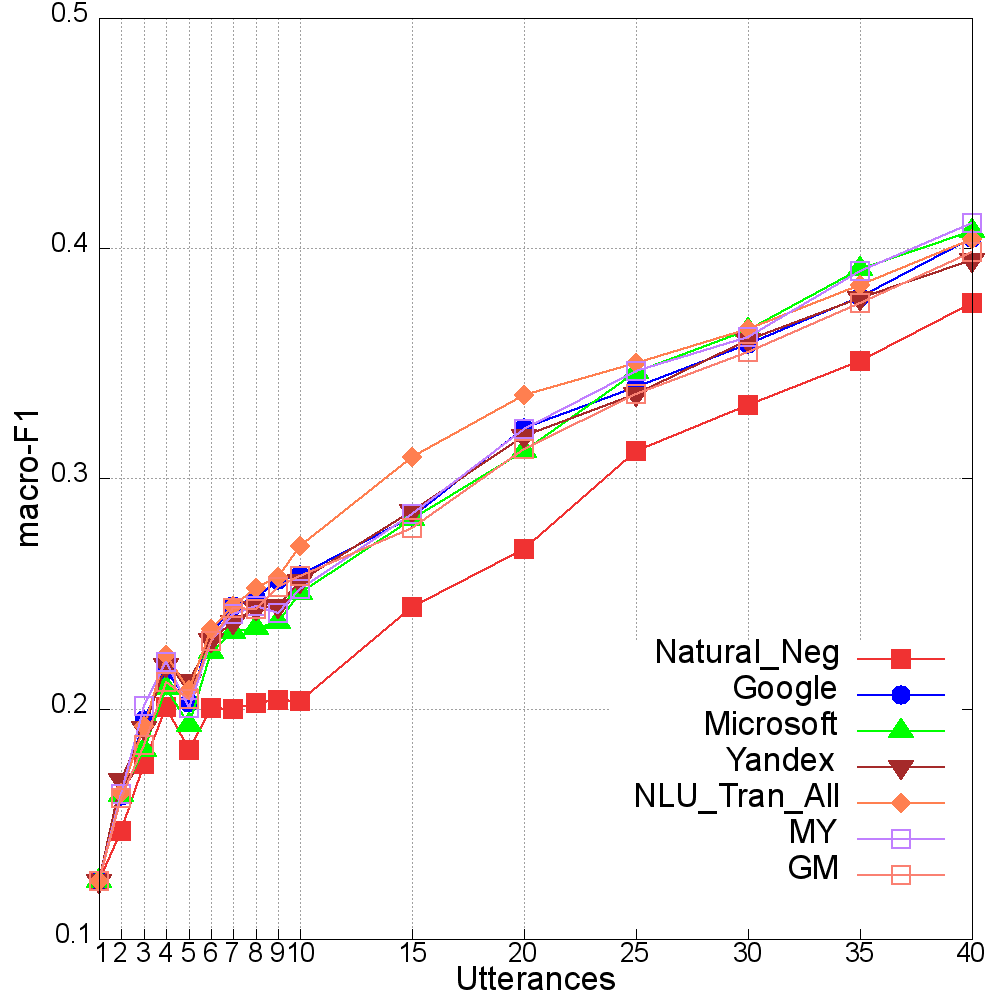 0.5
0.4
0.3
0.2
0.1
macro-F1
Natural_Neg
Google
Microsoft
Yandex
NLU_Tran_All
MY
GM
1 2 3 4 5 6 7 8 9 10 15 20 25 30 35 40
Utterances